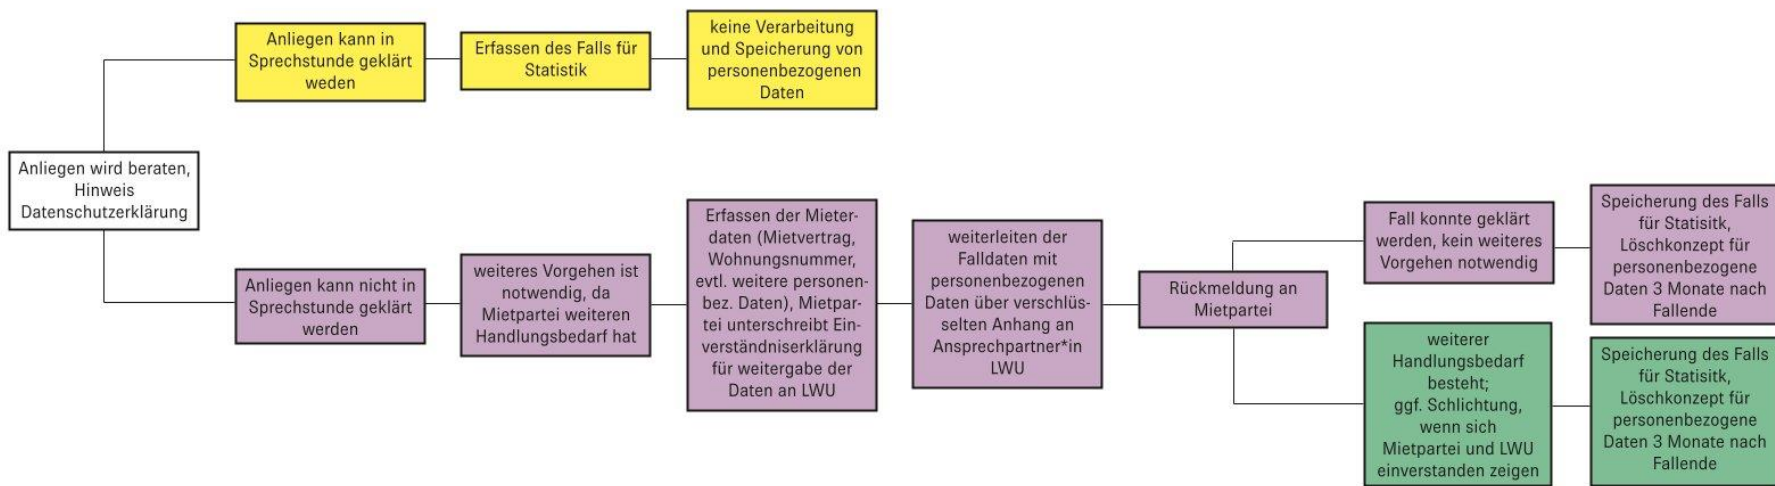 Anliegen wird beraten,
Hinweis
Datenschutzerklärung
Anliegen kann in
Sprechstunde geklärt
weden
Erfassen des Falls für
Statistik
keine Verarbeitung
und Speicherung von
personenbezogenen
Daten
Anliegen kann nicht in
Sprechstunde geklärt
werden
weiteres Vorgehen ist
notwendig, da
Mietpartei weiteren
Handlungsbedarf hat
Erfassen der Mieter-
daten (Mietvertrag,
Wohnungsnummer,
evtl. weitere personen-
bez. Daten), Mietpar-
tei unterschreibt Ein-
verständniserklärung
für weitergabe der
Daten an LWU
weiterleiten der
Falldaten mit
personenbezogenen
Daten über verschlüs-
selten Anhang an
Ansprechpartner*in
LWU
Rückmeldung an
Mietpartei
Fall konnte geklärt
werden, kein weiteres
Vorgehen notwendig
Speicherung des Falls
für Statisitk,
Löschkonzept für
personenbezogene
Daten 3 Monate nach
Fallende
weiterer
Handlungsbedarf
besteht;
ggf. Schlichtung,
wenn sich
Mietpartei und LWU
einverstanden zeigen
Speicherung des Falls
für Statisitk,
Löschkonzept für
personenbezogene
Daten 3 Monate nach
Fallende